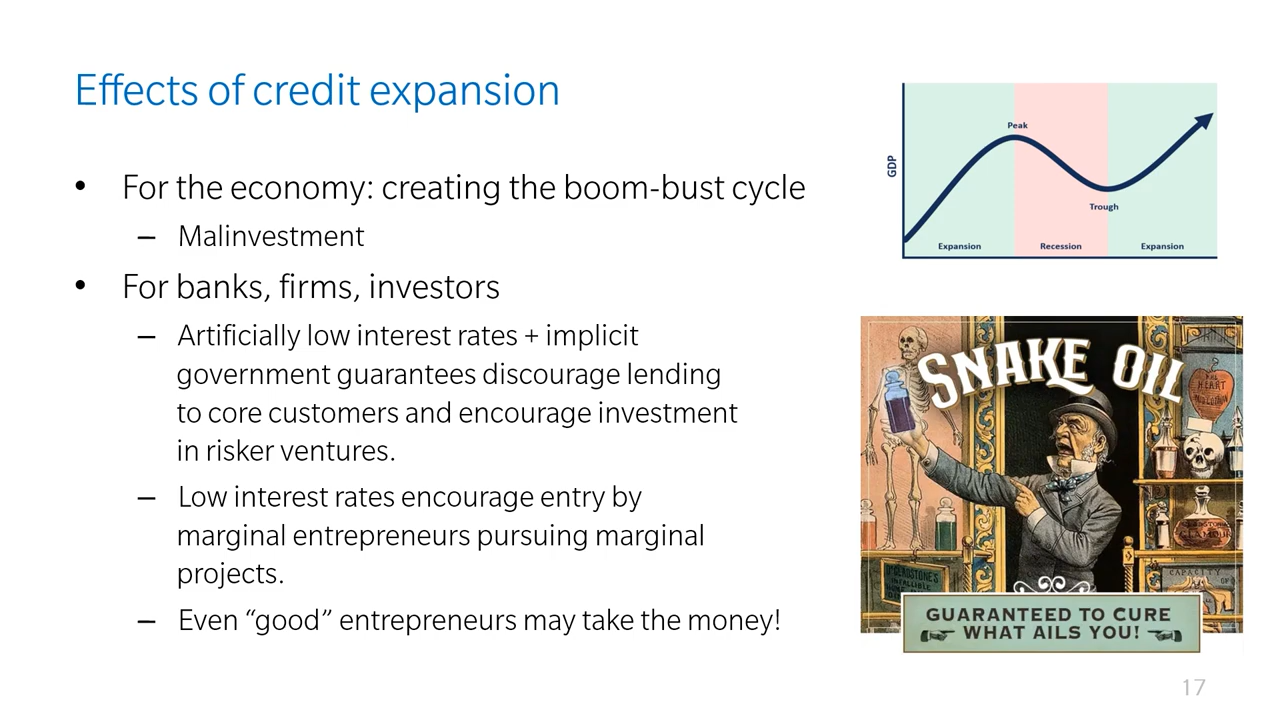 Effects of credit expansion
• For the economy: creating the boom-bust cycle
– Malinvestment
• For banks, firms, investors
– Artificially low interest rates + implicit
government guarantees discourage lending
to core customers and encourage investment
in risker ventures.
– Low interest rates encourage entry by
marginal entrepreneurs pursuing marginal
projects.
– Even “good” entrepreneurs may take the money!
GDP
Peak
Trough
Expansion
Recession
Expansion
SNAKE OIL
HEART
CAPACITY
GUARANTEED TO CURE
WHAT AILS YOU!
17